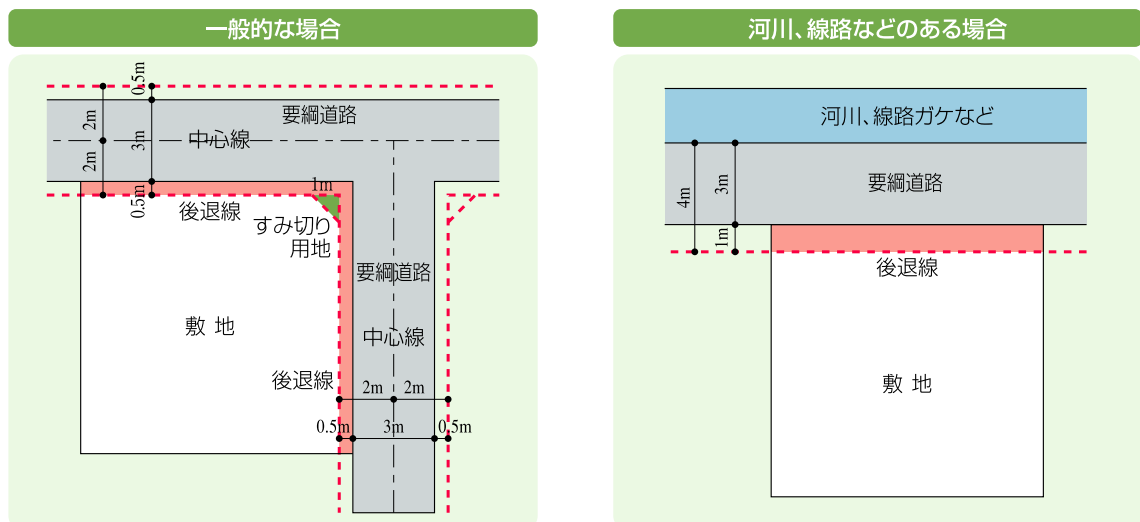 一般的な場合
0.5m
2m
3m
2m
0.5m
要綱道路
中心線
1m
後退線
すみ切り
用地
要綱道路
敷 地
中心線
後退線
2m
2m
0.5m
3m
0.5m
河川、線路などのある場合
河川、線路ガケなど
4m
3m
1m
要綱道路
後退線
敷 地